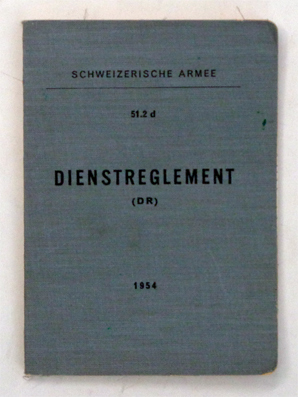 SCHWEIZERISCHE ARMEE
51.2 d
DIENSTREGLEMENT
(DR)
1954